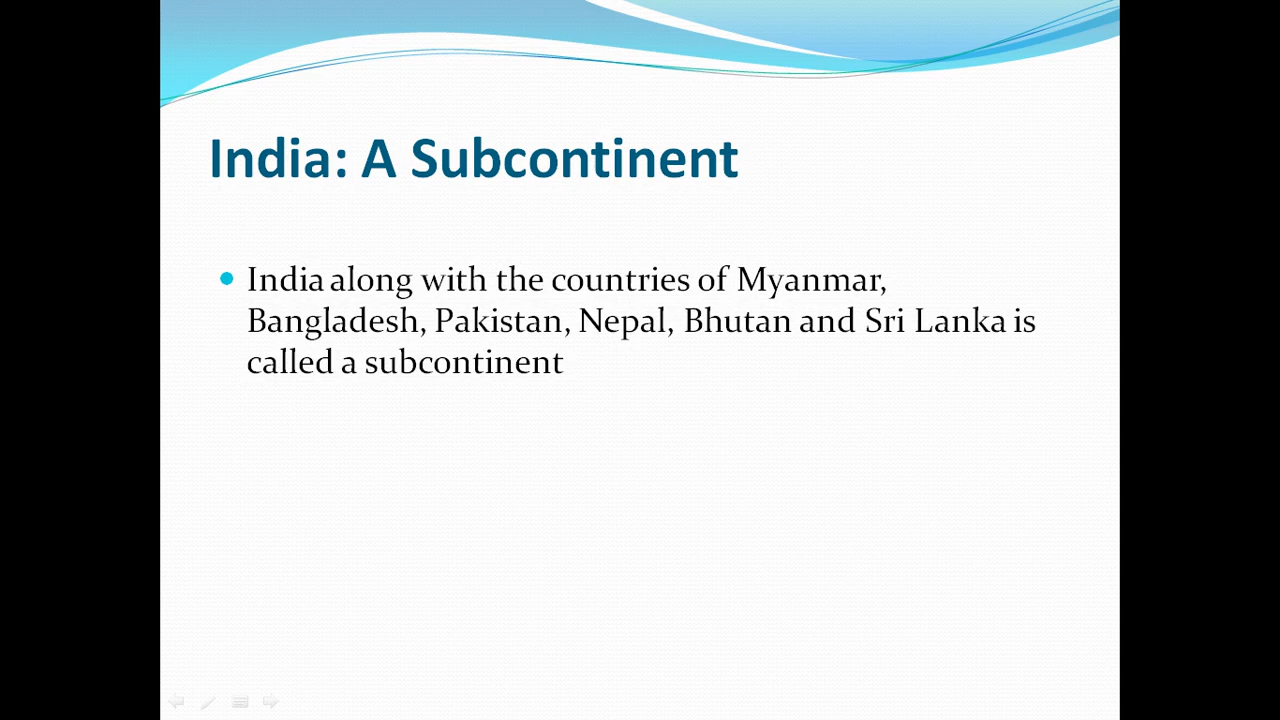 India: A Subcontinent
India along with the countries of Myanmar,
Bangladesh, Pakistan, Nepal, Bhutan and Sri Lanka is
called a subcontinent